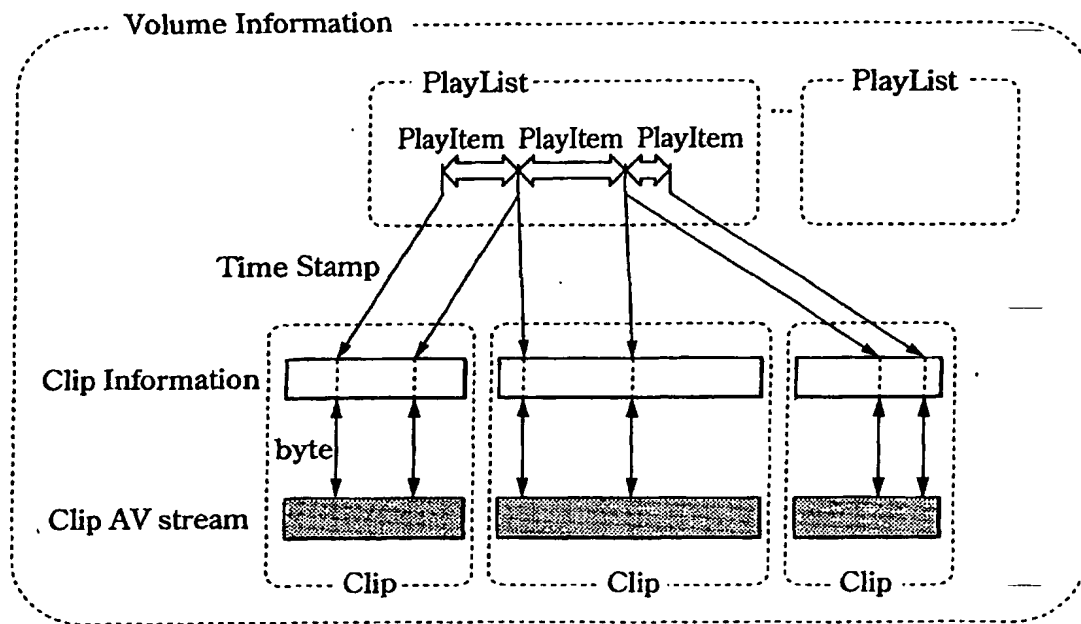 Volume Information
PlayList
PlayList
...
PlayItem PlayItem PlayItem
Time Stamp
Clip Information
byte
Clip AV stream
Clip
Clip
Clip